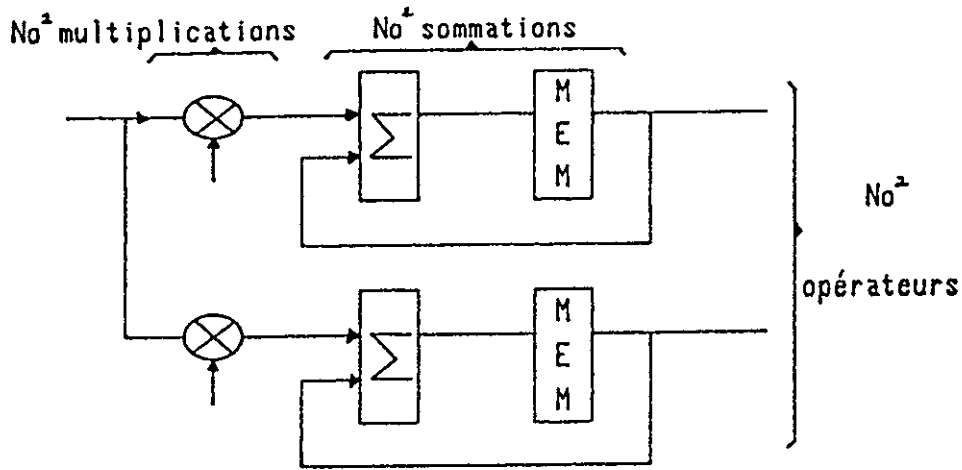 No² multiplications
No² sommations
Σ
M
E
M
No²
opérateurs
Σ
M
E
M